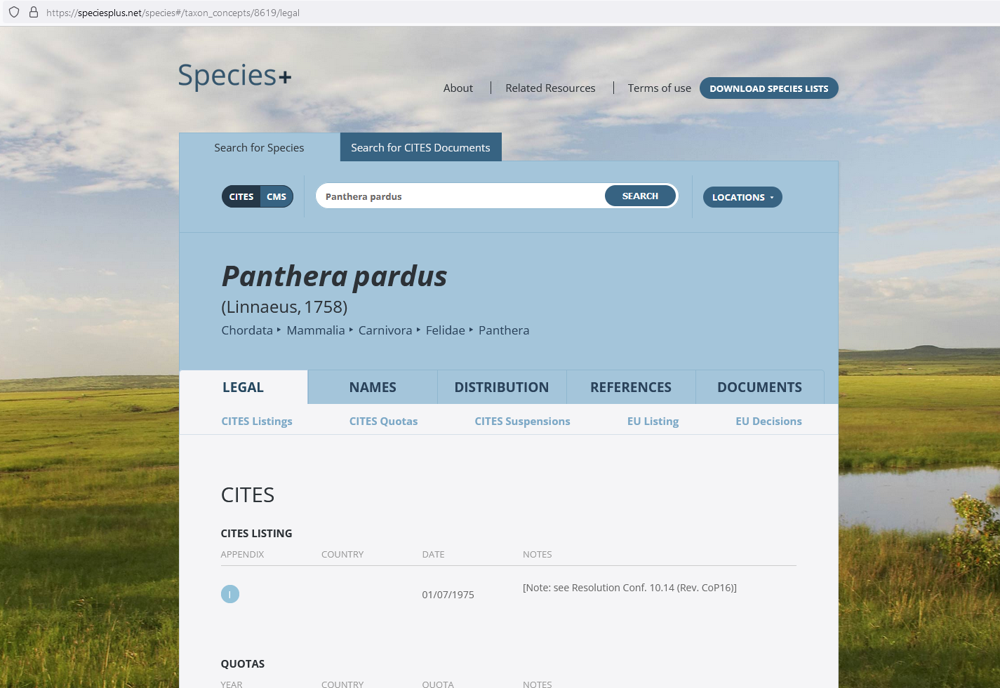 https://speciesplus.net/species#/taxon_concepts/8619/legal
Species+
About
Related Resources
Terms of use
DOWNLOAD SPECIES LISTS
Search for Species
Search for CITES Documents
CITES
CMS
Panthera pardus
SEARCH
LOCATIONS
Panthera pardus
(Linnaeus, 1758)
Chordata ▸ Mammalia ▸ Carnivora ▸ Felidae ▸ Panthera
LEGAL
NAMES
DISTRIBUTION
REFERENCES
DOCUMENTS
CITES Listings
CITES Quotas
CITES Suspensions
EU Listing
EU Decisions
CITES
CITES LISTING
APPENDIX COUNTRY DATE NOTES
I 01/07/1975 [Note: see Resolution Conf. 10.14 (Rev. CoP16)]
QUOTAS
YEAR COUNTRY QUOTA NOTES